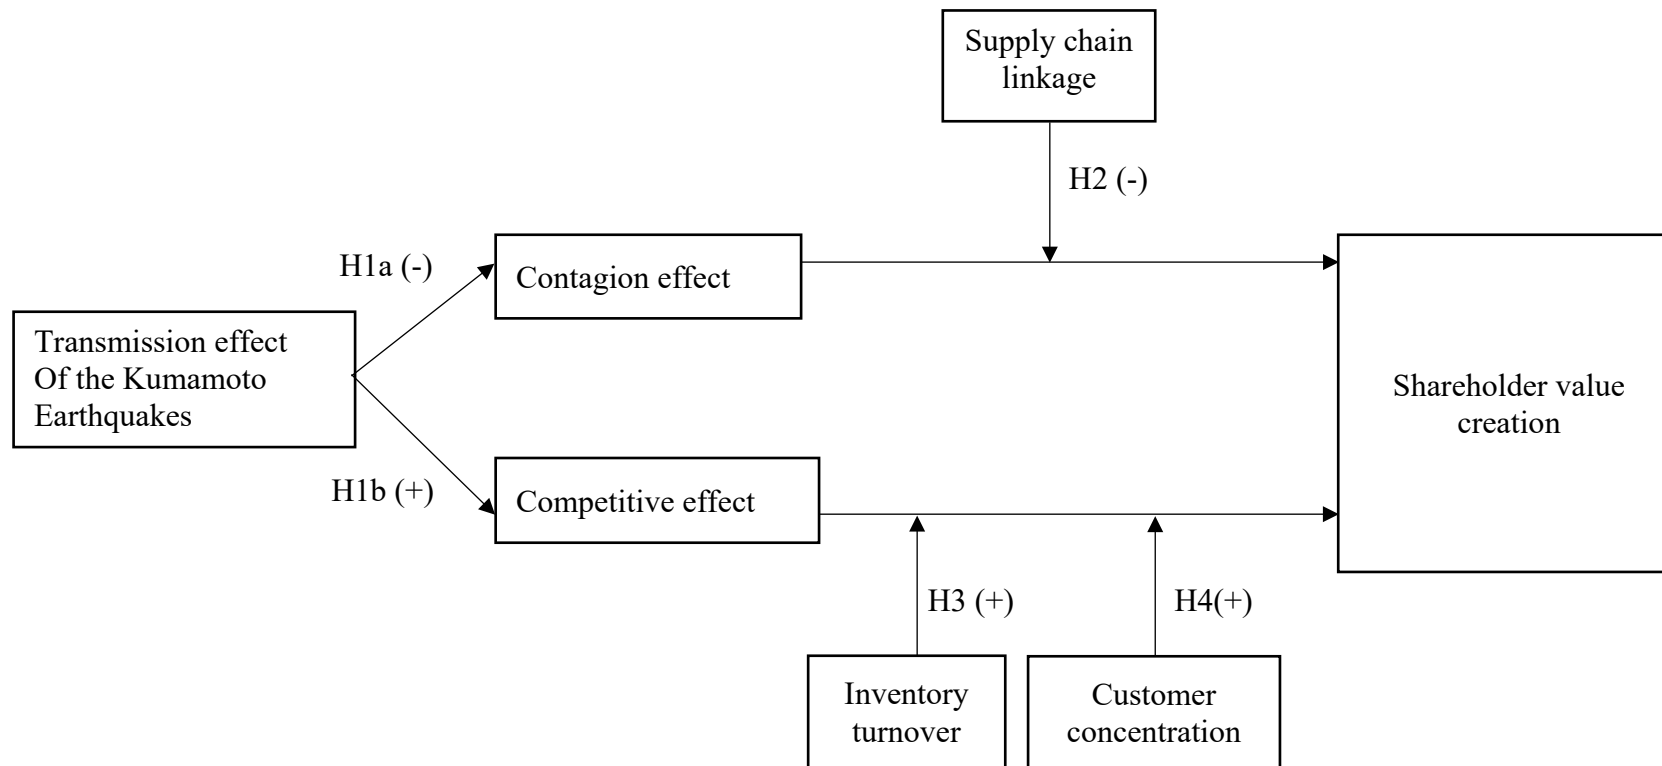 Supply chain
linkage
H2 (-)
H1a (-)
Contagion effect
Transmission effect
Of the Kumamoto
Earthquakes
Shareholder value
creation
H1b (+)
Competitive effect
H3 (+)
H4(+)
Inventory
turnover
Customer
concentration